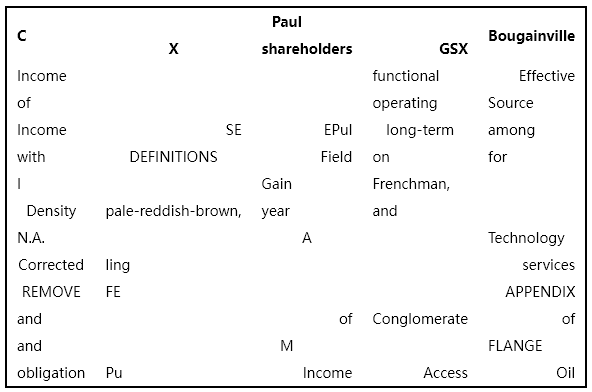 C X Paul shareholders GSX Bougainville
Income functional Effective
of operating Source
Income SE EPul long-term among
with DEFINITIONS Field on for
I Gain Frenchman,
Density pale-reddish-brown, year and
N.A. A Technology
Corrected ling services
REMOVE FE APPENDIX
and of Conglomerate of
and M FLANGE
obligation Pu Income Access Oil